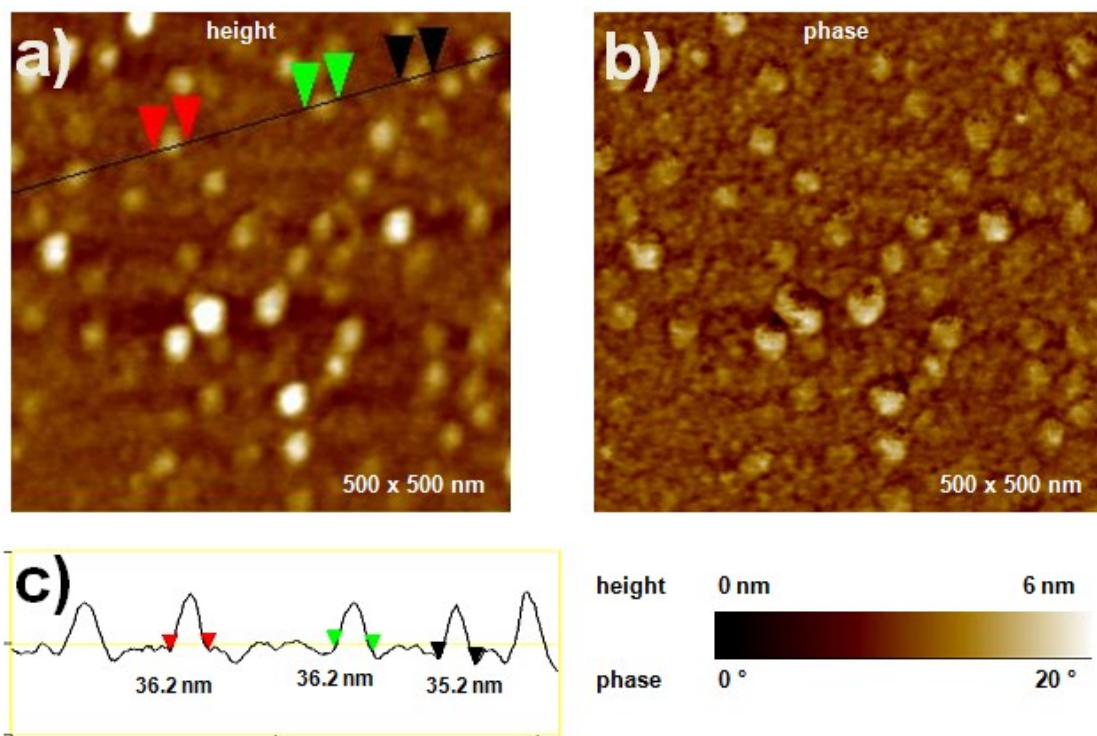 a)
height
500 x 500 nm
b)
phase
500 x 500 nm
c)
36.2 nm
36.2 nm
35.2 nm
height 0 nm 6 nm
phase 0 ° 20 °